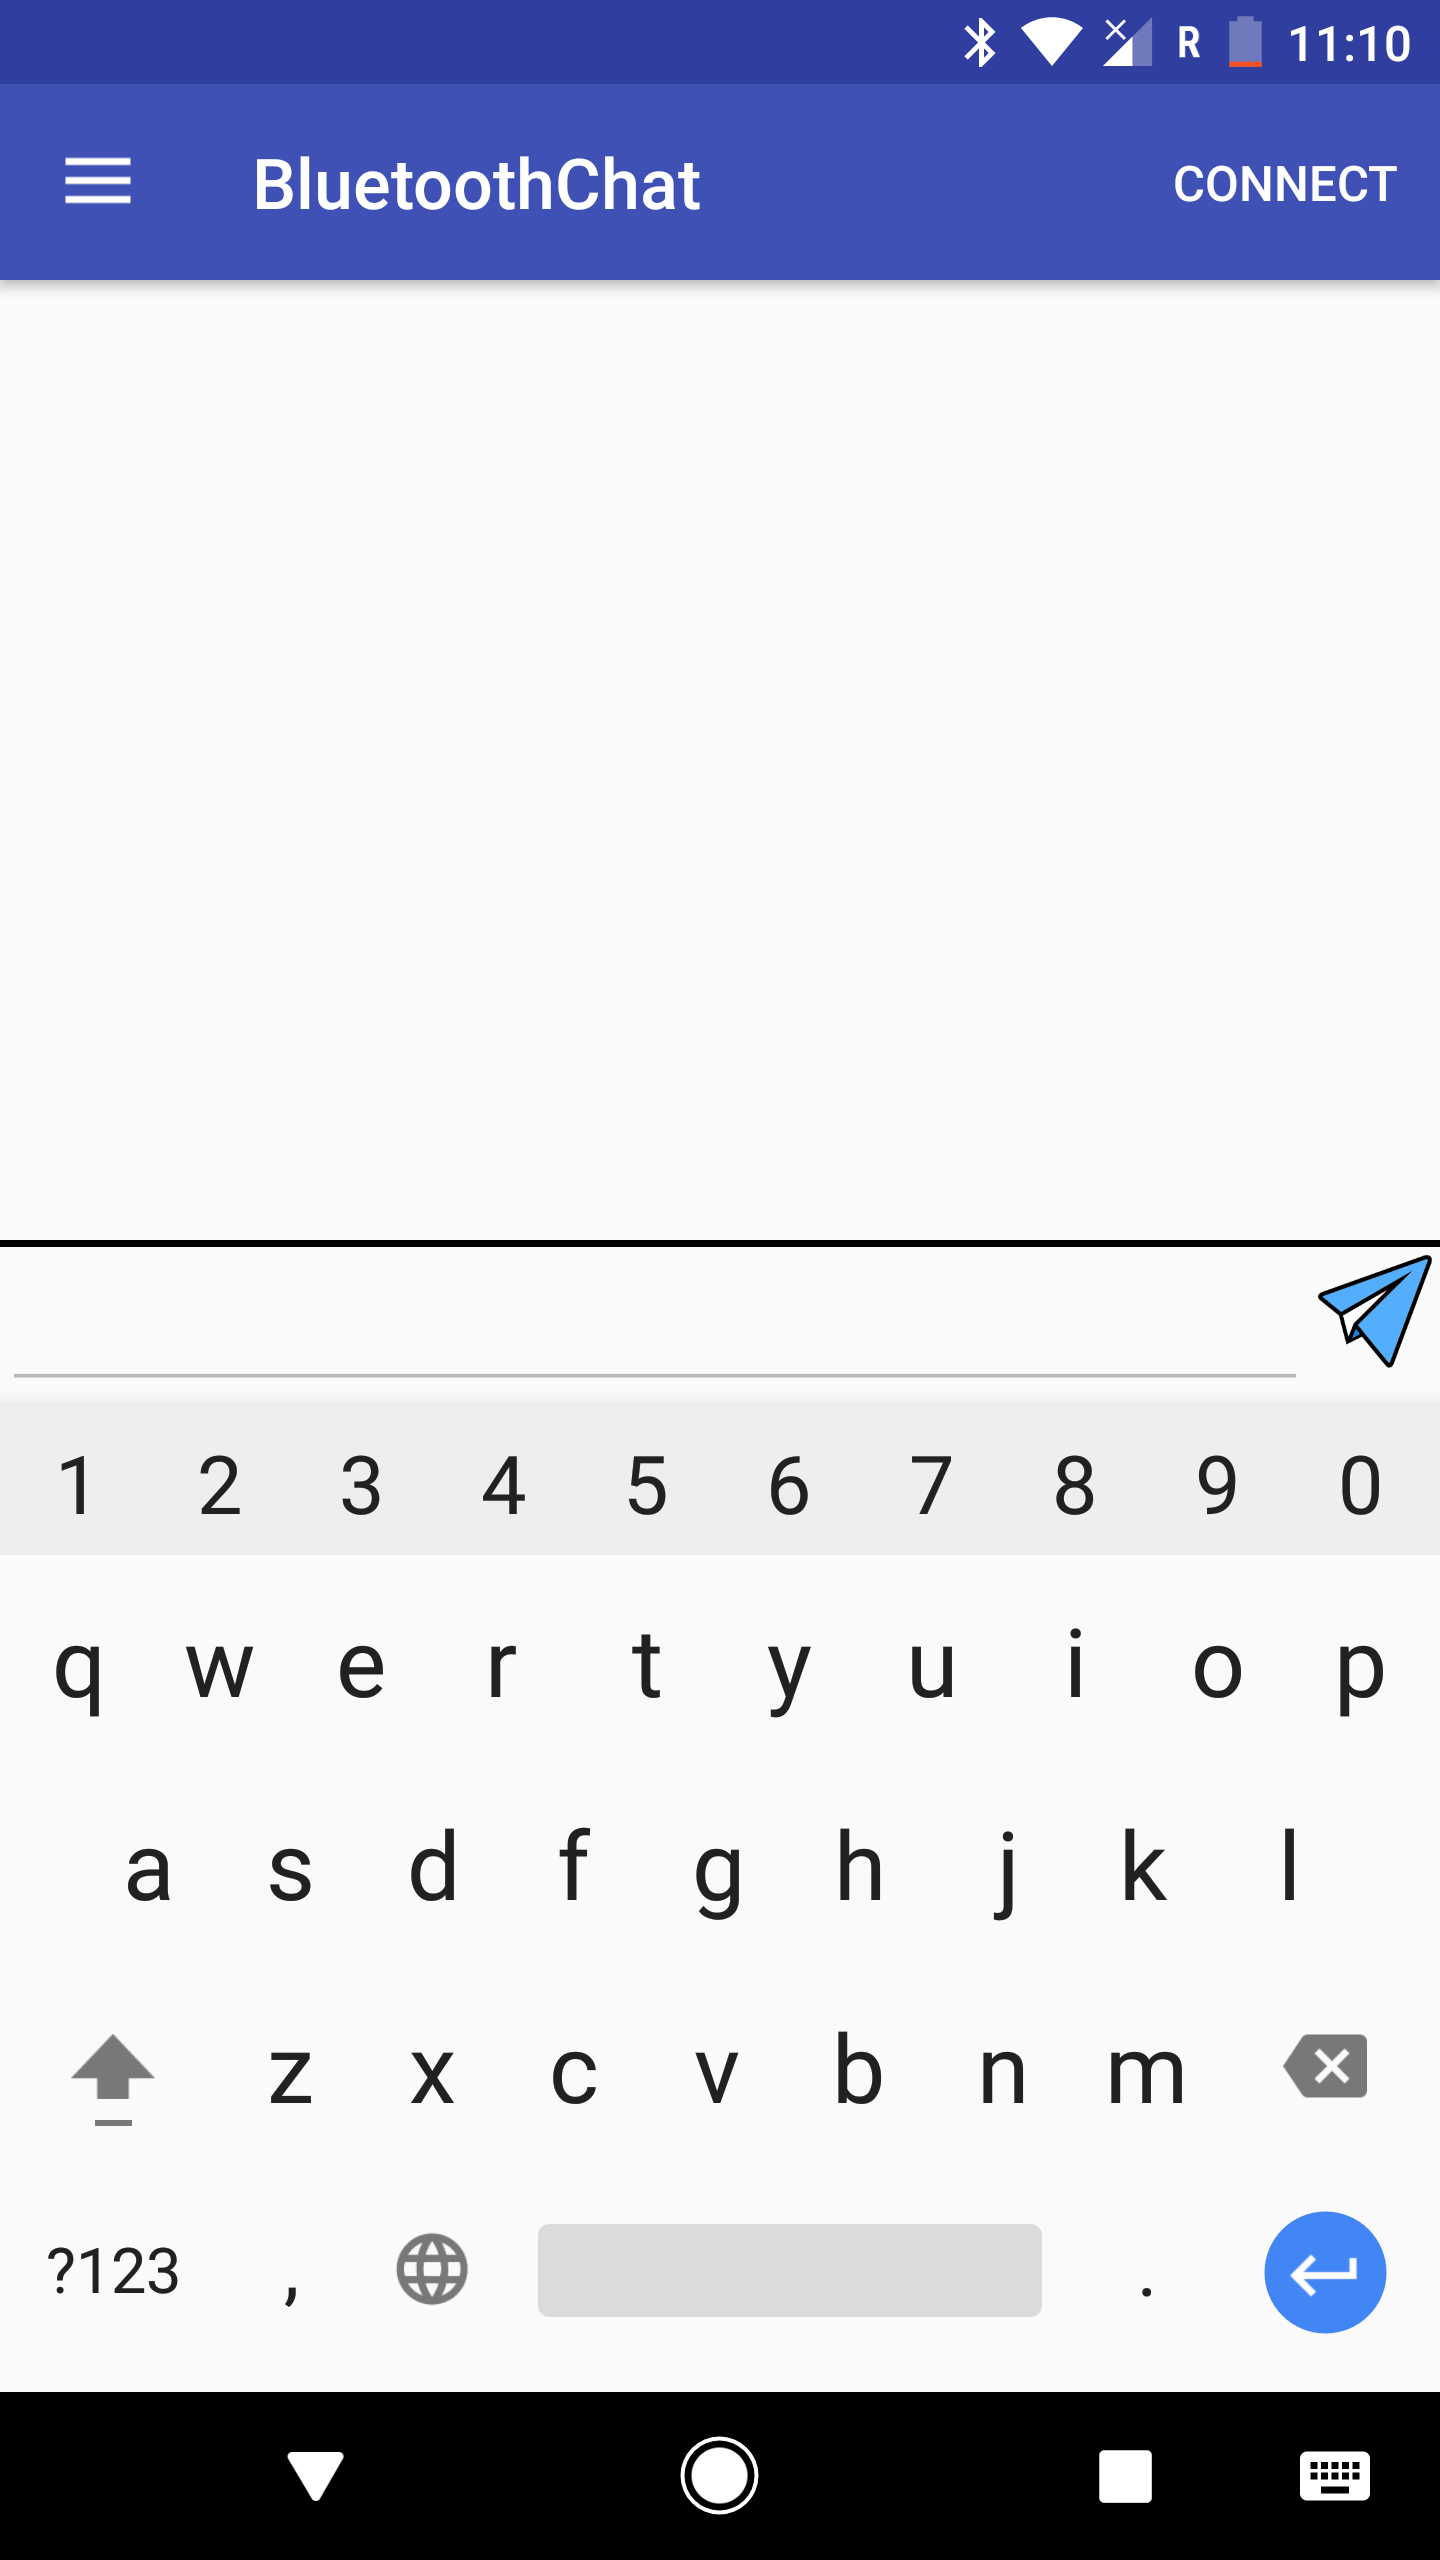 R 11:10
BluetoothChat CONNECT
1 2 3 4 5 6 7 8 9 0
q w e r t y u i o p
a s d f g h j k l
z x c v b n m
?123 , .